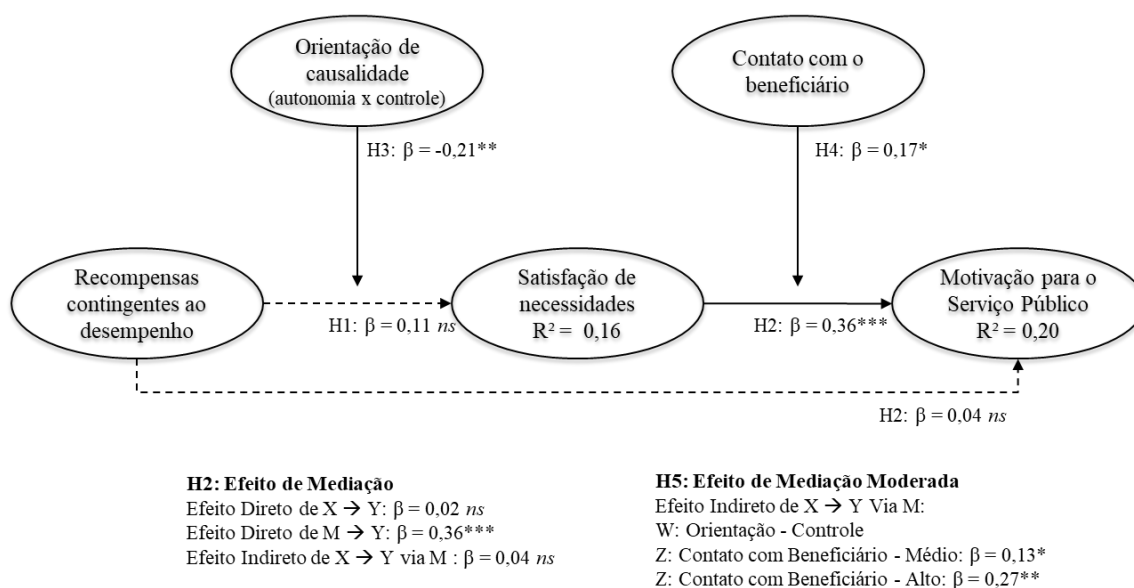 Orientação de
causalidade
(autonomia x controle)
Contato com o
beneficiário
H3: β = -0,21**
H4: β = 0,17*
Recompensas
contingentes ao
desempenho
H1: β = 0,11 ns
Satisfação de
necessidades
R² = 0,16
H2: β = 0,36***
Motivação para o
Serviço Público
R² = 0,20
H2: β = 0,04 ns
H2: Efeito de Mediação
Efeito Direto de X → Y: β = 0,02 ns
Efeito Direto de M → Y: β = 0,36***
Efeito Indireto de X → Y via M : β = 0,04 ns
H5: Efeito de Mediação Moderada
Efeito Indireto de X → Y Via M:
W: Orientação - Controle
Z: Contato com Beneficiário - Médio: β = 0,13*
Z: Contato com Beneficiário - Alto: β = 0,27**